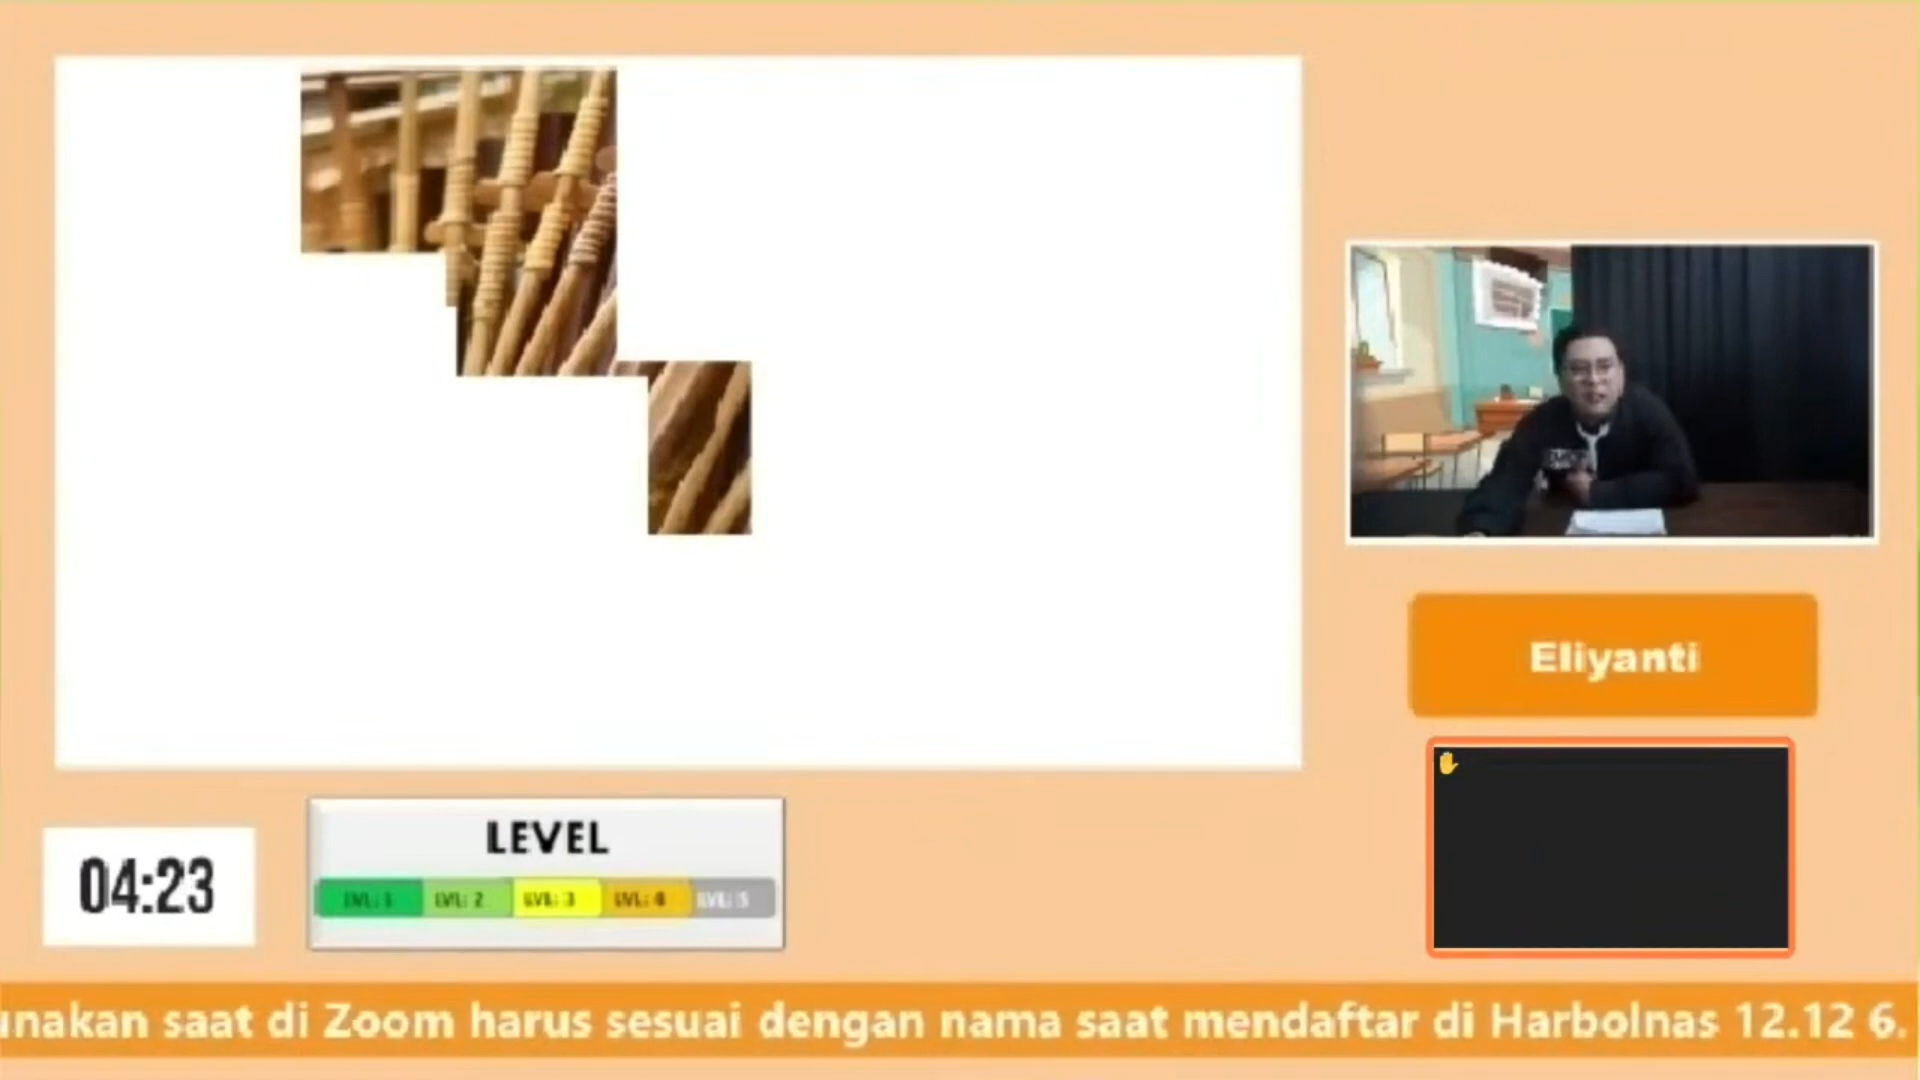 Eliyanti
04:23
LEVEL
LVL: 1 LVL: 2 LVL: 3 LVL: 4 LVL: 5
unakan saat di Zoom harus sesuai dengan nama saat mendaftar di Harbolnas 12.12 6.